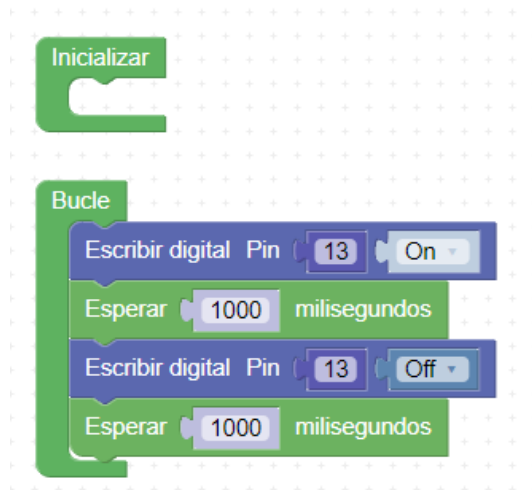 Inicializar
Bucle
Escribir digital Pin 13 On
Esperar 1000 milisegundos
Escribir digital Pin 13 Off
Esperar 1000 milisegundos